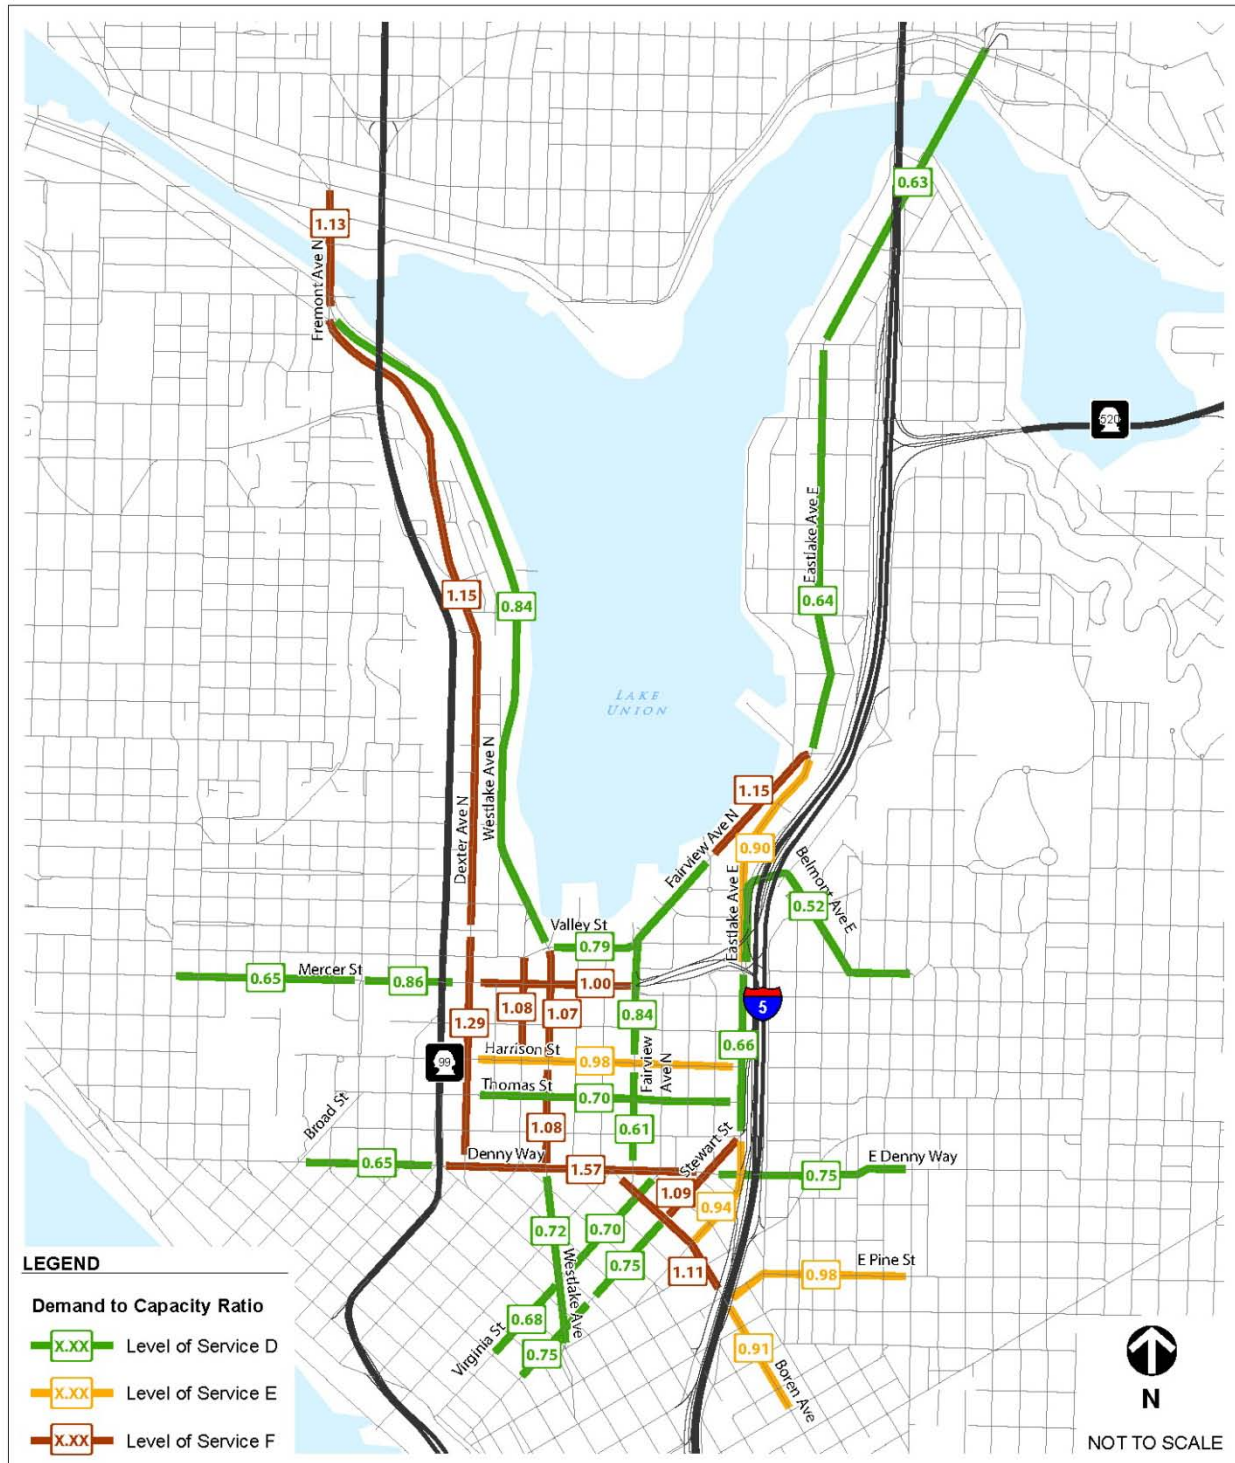 1.13
Fremont Ave N
0.63
520
1.15
0.84
Eastlake Ave E
0.64
LAKE
UNION
Westlake Ave N
Dexter Ave N
1.15
Fairview Ave N
0.90
Eastlake Ave E
Belmont Ave E
0.52
Valley St
0.79
Mercer St
0.65
0.86
1.00
1.08
1.07
0.84
5
1.29
99
Harrison St
0.98
Fairview
Ave N
0.66
Thomas St
0.70
Broad St
1.08
0.61
Stewart St
Denny Way
0.65
1.57
E Denny Way
0.75
1.09
0.94
0.72
0.70
Westlake Ave
0.75
1.11
E Pine St
0.98
0.68
Virginia St
0.75
0.91
Boren Ave
LEGEND
Demand to Capacity Ratio
X.XX Level of Service D
X.XX Level of Service E
X.XX Level of Service F
N
NOT TO SCALE